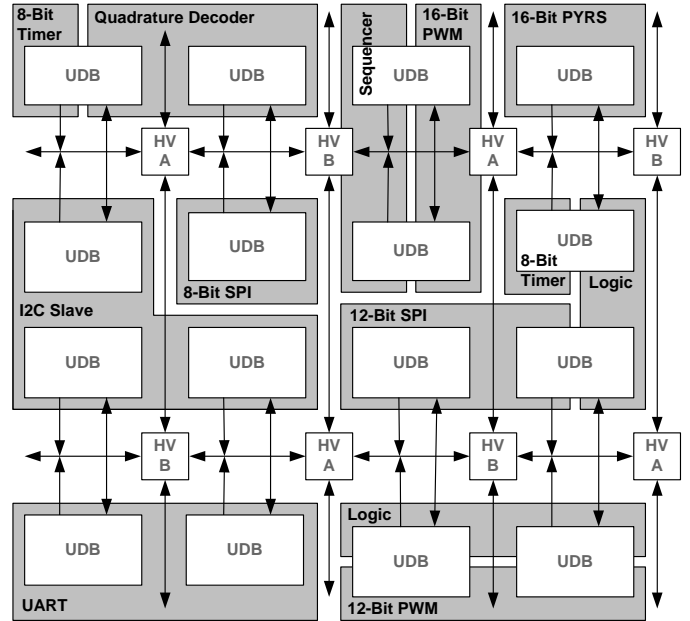 8-Bit
Timer
Quadrature Decoder
Sequencer
16-Bit
PWM
16-Bit PYRS
UDB
UDB
UDB
UDB
HV
A
HV
B
HV
A
HV
B
UDB
UDB
UDB
UDB
8-Bit SPI
8-Bit
Timer
Logic
I2C Slave
12-Bit SPI
UDB
UDB
UDB
UDB
HV
B
HV
A
HV
B
HV
A
Logic
UDB
UDB
UDB
UDB
UART
12-Bit PWM